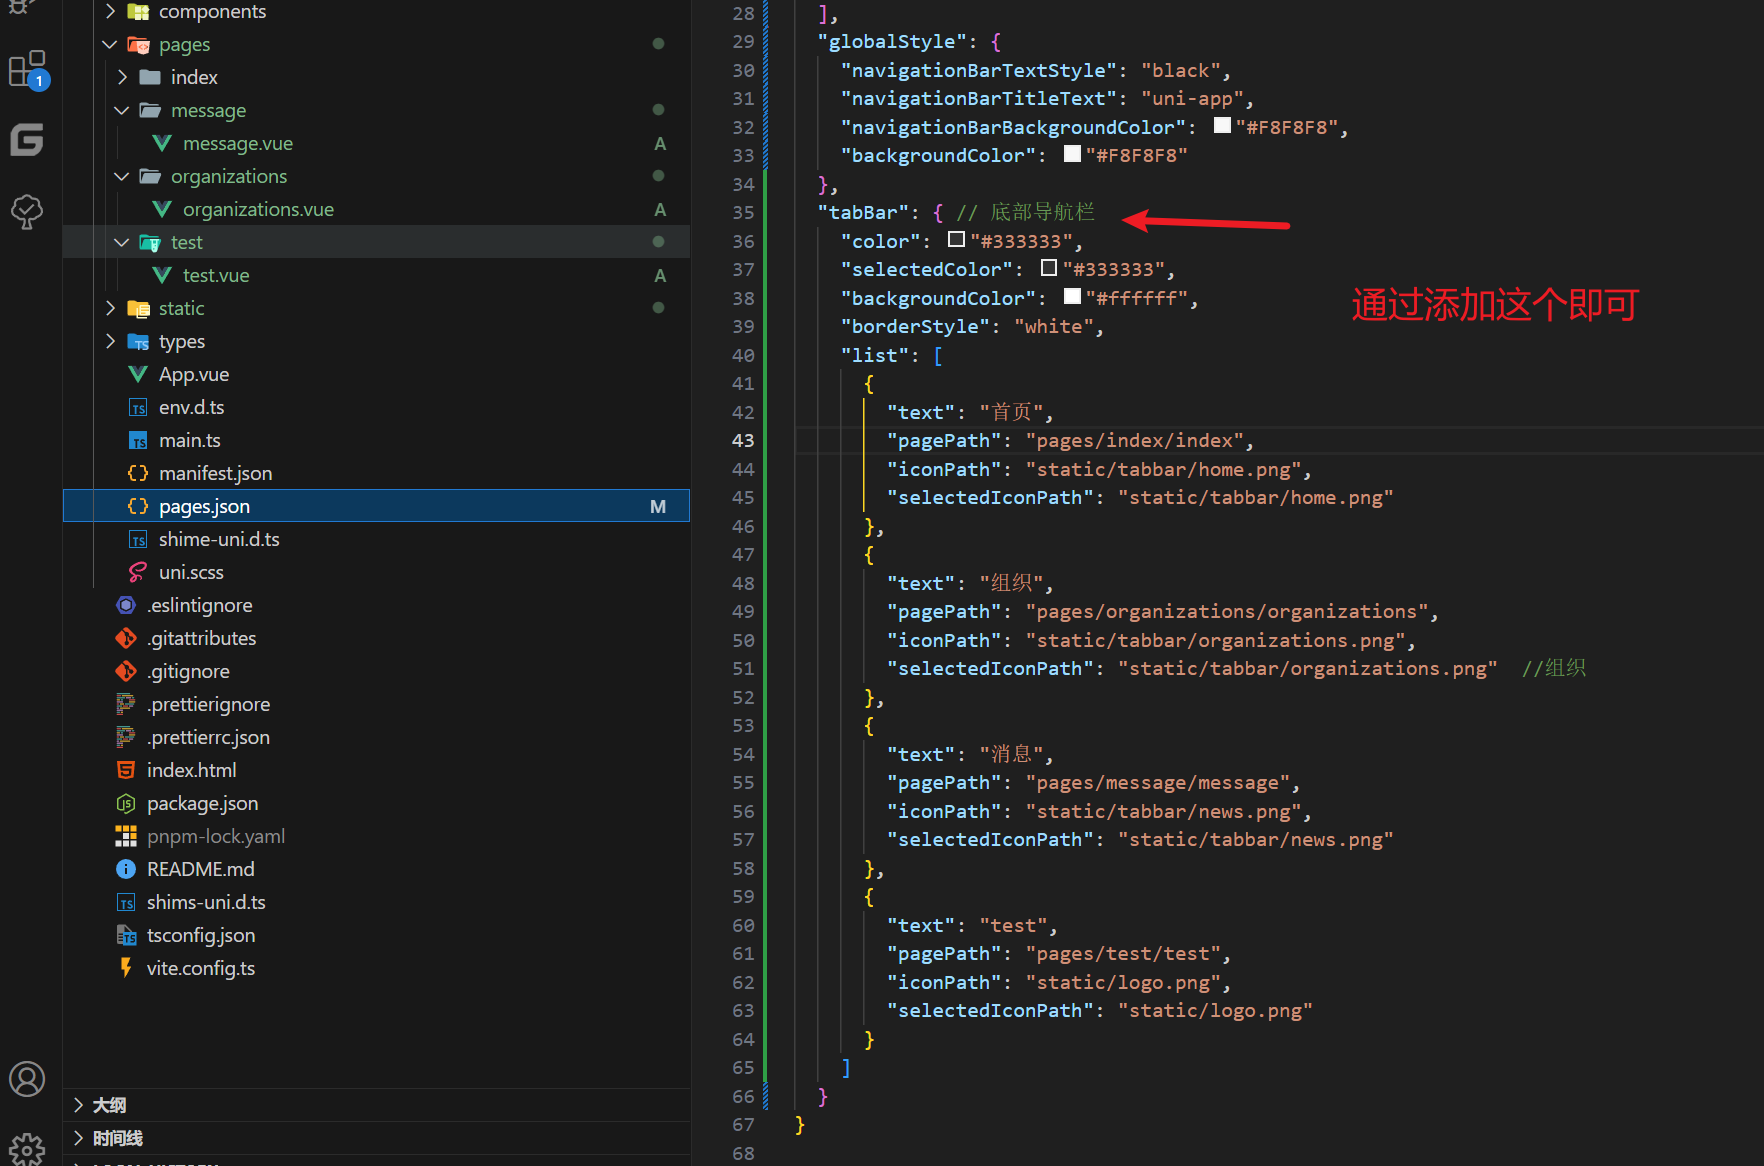 components
pages
index
message
message.vue A
organizations
organizations.vue A
test
test.vue A
static
types
App.vue
env.d.ts
main.ts
manifest.json
pages.json M
shime-uni.d.ts
uni.scss
.eslintignore
.gitattributes
.gitignore
.prettierignore
.prettierrc.json
index.html
package.json
pnpm-lock.yaml
README.md
shims-uni.d.ts
tsconfig.json
vite.config.ts
大纲
时间线
1
28 ],
29 "globalStyle": {
30 "navigationBarTextStyle": "black",
31 "navigationBarTitleText": "uni-app",
32 "navigationBarBackgroundColor": "#F8F8F8",
33 "backgroundColor": "#F8F8F8"
34 },
35 "tabBar": { // 底部导航栏
36 "color": "#333333",
37 "selectedColor": "#333333",
38 "backgroundColor": "#ffffff",
39 "borderStyle": "white",
40 "list": [
41 {
42 "text": "首页",
43 "pagePath": "pages/index/index",
44 "iconPath": "static/tabbar/home.png",
45 "selectedIconPath": "static/tabbar/home.png"
46 },
47 {
48 "text": "组织",
49 "pagePath": "pages/organizations/organizations",
50 "iconPath": "static/tabbar/organizations.png",
51 "selectedIconPath": "static/tabbar/organizations.png" //组织
52 },
53 {
54 "text": "消息",
55 "pagePath": "pages/message/message",
56 "iconPath": "static/tabbar/news.png",
57 "selectedIconPath": "static/tabbar/news.png"
58 },
59 {
60 "text": "test",
61 "pagePath": "pages/test/test",
62 "iconPath": "static/logo.png",
63 "selectedIconPath": "static/logo.png"
64 }
65 ]
66 }
67 }
68
通过添加这个即可